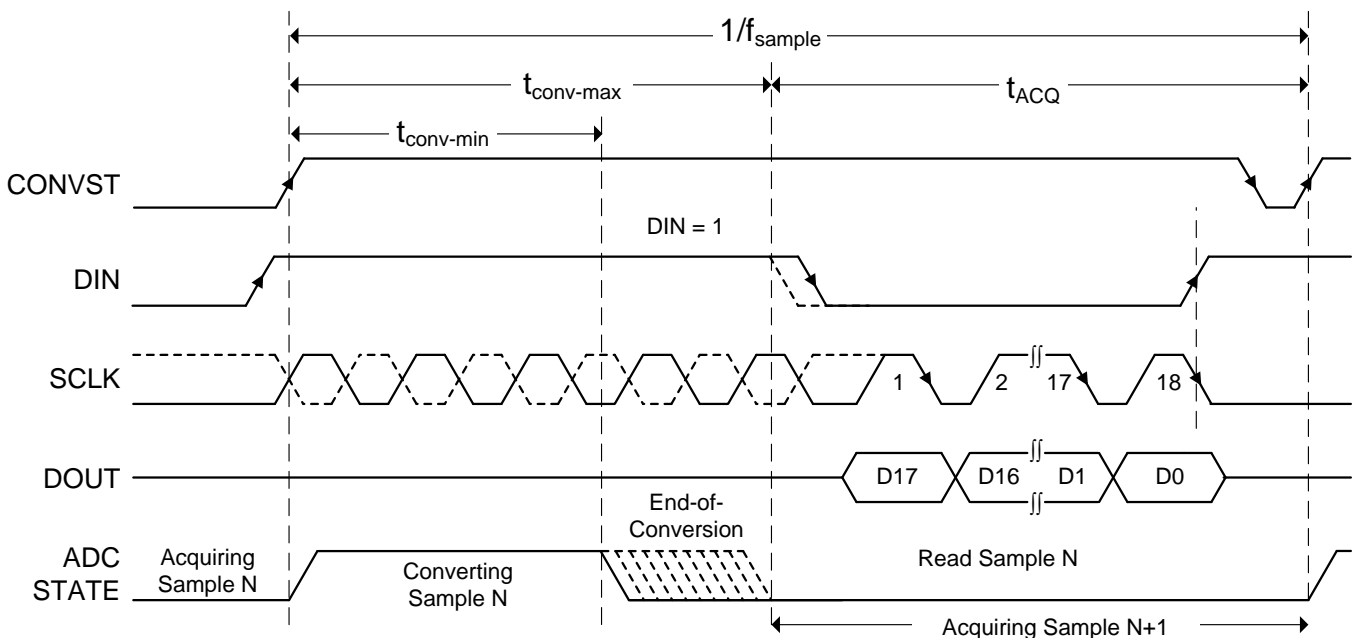 1/fsample
tconv-max
tACQ
tconv-min
CONVST
DIN = 1
DIN
SCLK
1
2
17
18
DOUT
D17
D16
D1
D0
End-of-
Conversion
ADC
STATE
Acquiring
Sample N
Converting
Sample N
Read Sample N
Acquiring Sample N+1